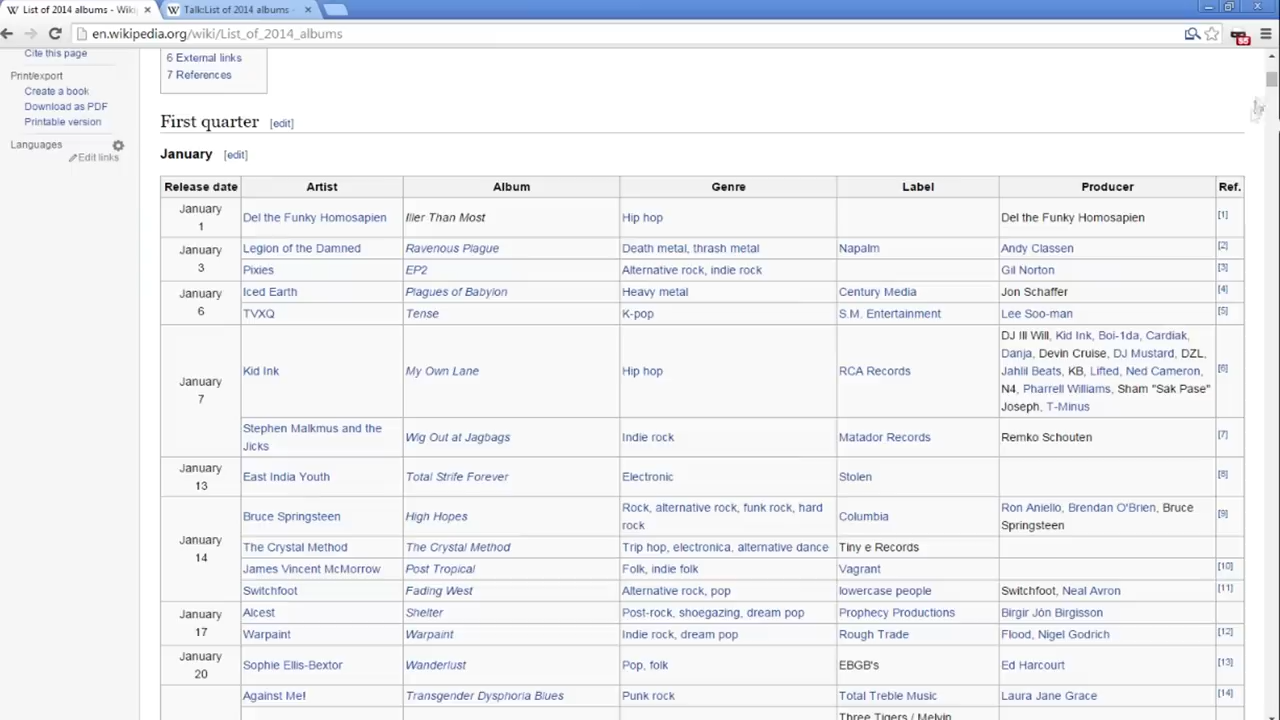 List of 2014 albums - Wiki
Talk:List of 2014 albums -
en.wikipedia.org/wiki/List_of_2014_albums
Cite this page
Print/export
Create a book
Download as PDF
Printable version
Languages
Edit links
6 External links
7 References
First quarter [edit]
January [edit]
Release date Artist Album Genre Label Producer Ref.
January 1 Del the Funky Homosapien Iller Than Most Hip hop Del the Funky Homosapien [1]
January 3 Legion of the Damned Ravenous Plague Death metal, thrash metal Napalm Andy Classen [2]
Pixies EP2 Alternative rock, indie rock Gil Norton [3]
January 6 Iced Earth Plagues of Babylon Heavy metal Century Media Jon Schaffer [4]
TVXQ Tense K-pop S.M. Entertainment Lee Soo-man [5]
January 7 Kid Ink My Own Lane Hip hop RCA Records DJ Ill Will, Kid Ink, Boi-1da, Cardiak,
Danja, Devin Cruise, DJ Mustard, DZL,
Jahlil Beats, KB, Lifted, Ned Cameron,
N4, Pharrell Williams, Sham "Sak Pase"
Joseph, T-Minus [6]
Stephen Malkmus and the
Jicks Wig Out at Jagbags Indie rock Matador Records Remko Schouten [7]
January 13 East India Youth Total Strife Forever Electronic Stolen [8]
January 14 Bruce Springsteen High Hopes Rock, alternative rock, funk rock, hard
rock Columbia Ron Aniello, Brendan O'Brien, Bruce
Springsteen [9]
The Crystal Method The Crystal Method Trip hop, electronica, alternative dance Tiny e Records
James Vincent McMorrow Post Tropical Folk, indie folk Vagrant [10]
Switchfoot Fading West Alternative rock, pop lowercase people Switchfoot, Neal Avron [11]
January 17 Alcest Shelter Post-rock, shoegazing, dream pop Prophecy Productions Birgir Jón Birgisson
Warpaint Warpaint Indie rock, dream pop Rough Trade Flood, Nigel Godrich [12]
January 20 Sophie Ellis-Bextor Wanderlust Pop, folk EBGB's Ed Harcourt [13]
Against Me! Transgender Dysphoria Blues Punk rock Total Treble Music Laura Jane Grace [14]
Three Tigers / Melvin